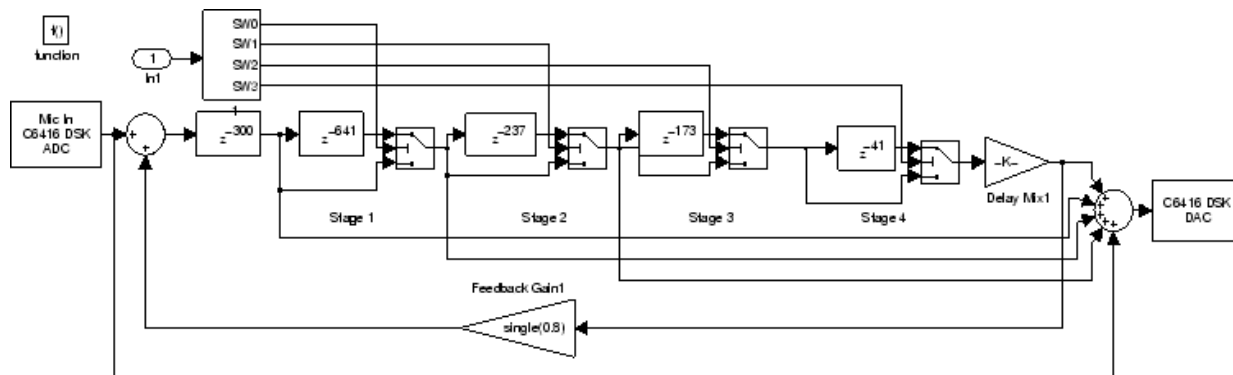 f()
function
1
In1
SW0
SW1
SW2
SW3
Mic In
C6416 DSK
ADC
+
+
1
z-300
z-641
z-237
z-173
z-41
-K-
Delay Mix1
Stage 1
Stage 2
Stage 3
Stage 4
+
+
+
+
+
C6416 DSK
DAC
Feedback Gain1
single(0.8)